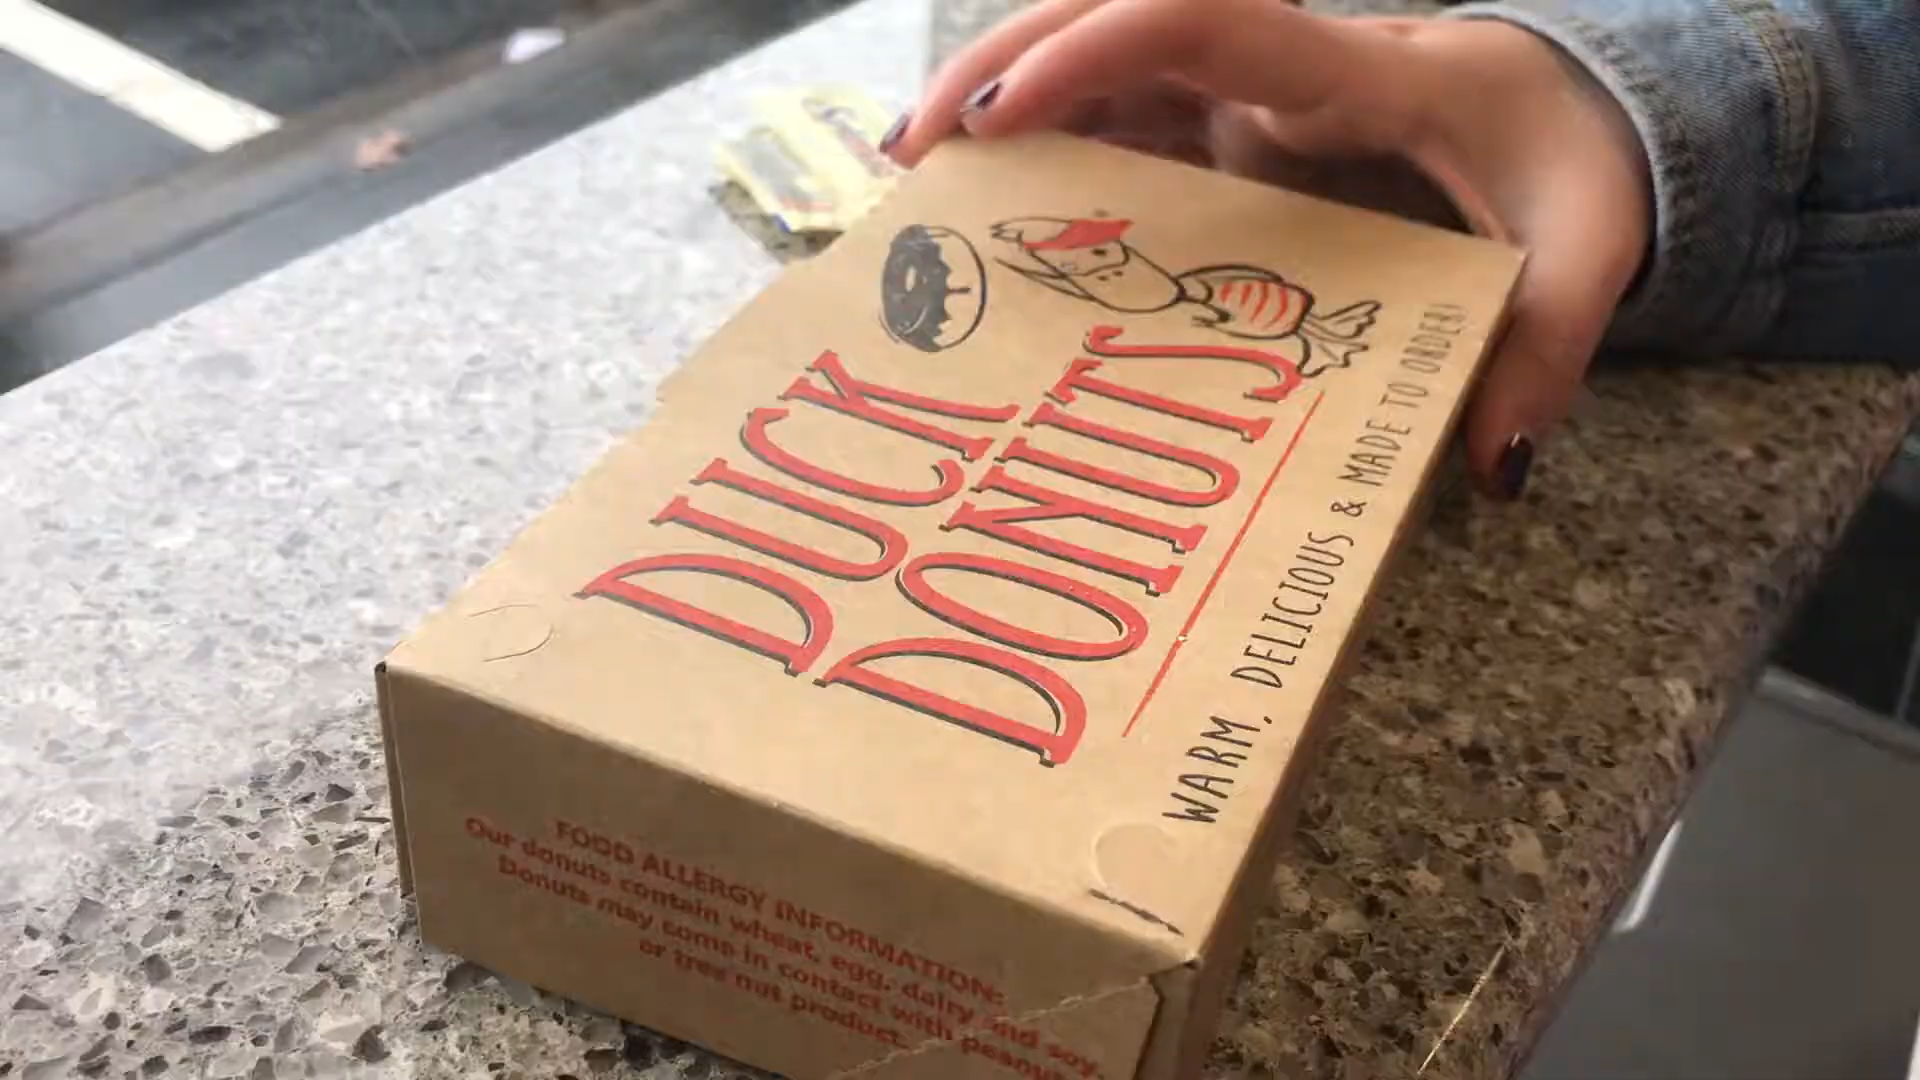 DUCK
DONUTS
WARM, DELICIOUS & MADE TO ORDER!
FOOD ALLERGY INFORMATION:
Our donuts contain wheat, egg, dairy and soy.
Donuts may come in contact with peanut
or tree nut product.